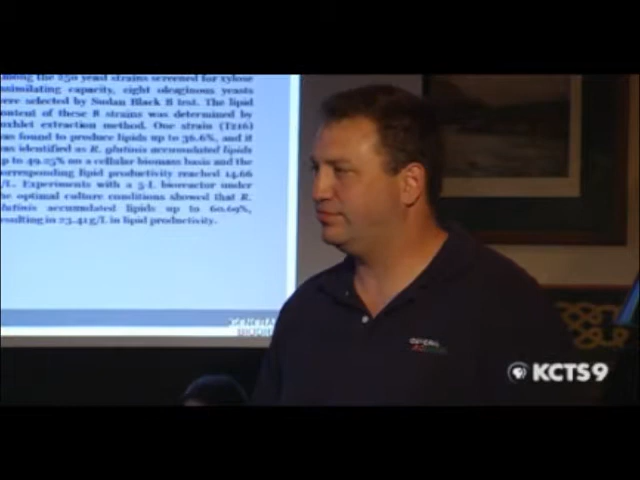 among the 250 yeast strains screened for xylose
assimilating capacity, eight oleaginous yeasts
were selected by Sudan Black B test. The lipid
content of these 8 strains was determined by
soxhlet extraction method. One strain (T216)
was found to produce lipids up to 36.6%, and it
was identified as R. glutinis accumulated lipids
up to 49.25% on a cellular biomass basis and the
corresponding lipid productivity reached 14.66
g/L. Experiments with a 5-L bioreactor under
the optimal culture conditions showed that R.
glutinis accumulated lipids up to 60.69%,
resulting in 23.41 g/L in lipid productivity.
GENERAL
KCTS9